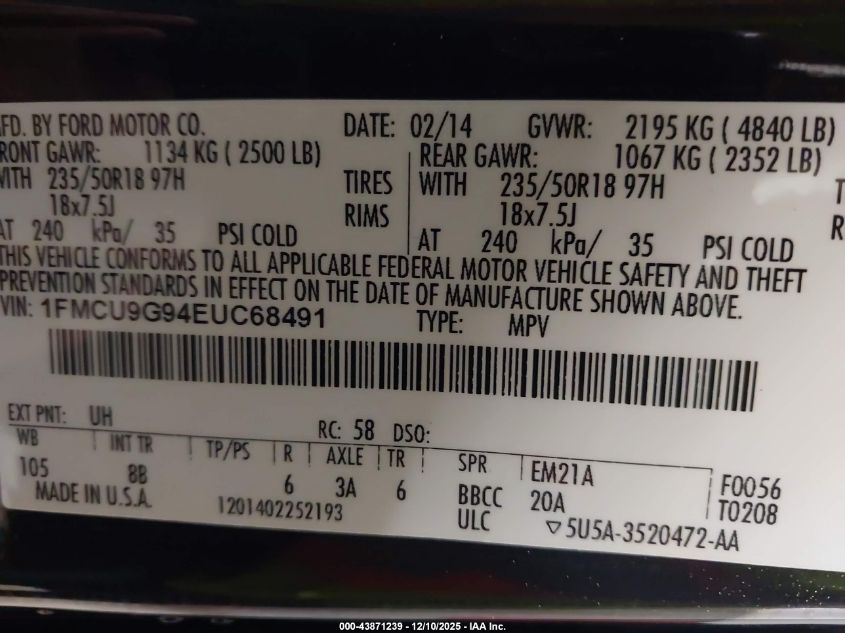 FD. BY FORD MOTOR CO. DATE: 02/14 GVWR: 2195 KG ( 4840 LB)
RONT GAWR: 1134 KG ( 2500 LB) REAR GAWR: 1067 KG ( 2352 LB)
WITH 235/50R18 97H TIRES WITH 235/50R18 97H T
18x7.5J RIMS 18x7.5J R
AT 240 kPa/ 35 PSI COLD AT 240 kPa/ 35 PSI COLD
THIS VEHICLE CONFORMS TO ALL APPLICABLE FEDERAL MOTOR VEHICLE SAFETY AND THEFT
PREVENTION STANDARDS IN EFFECT ON THE DATE OF MANUFACTURE SHOWN ABOVE.
VIN: 1FMCU9G94EUC68491 TYPE: MPV
EXT PNT: UH RC: 58 DSO:
WB INT TR TP/PS R AXLE TR SPR EM21A F0056
105 8B 6 3A 6 BBCC 20A T0208
MADE IN U.S.A. 1201402252193 ULC ▽5U5A-3520472-AA
000-43871239 - 12/10/2025 - IAA Inc.